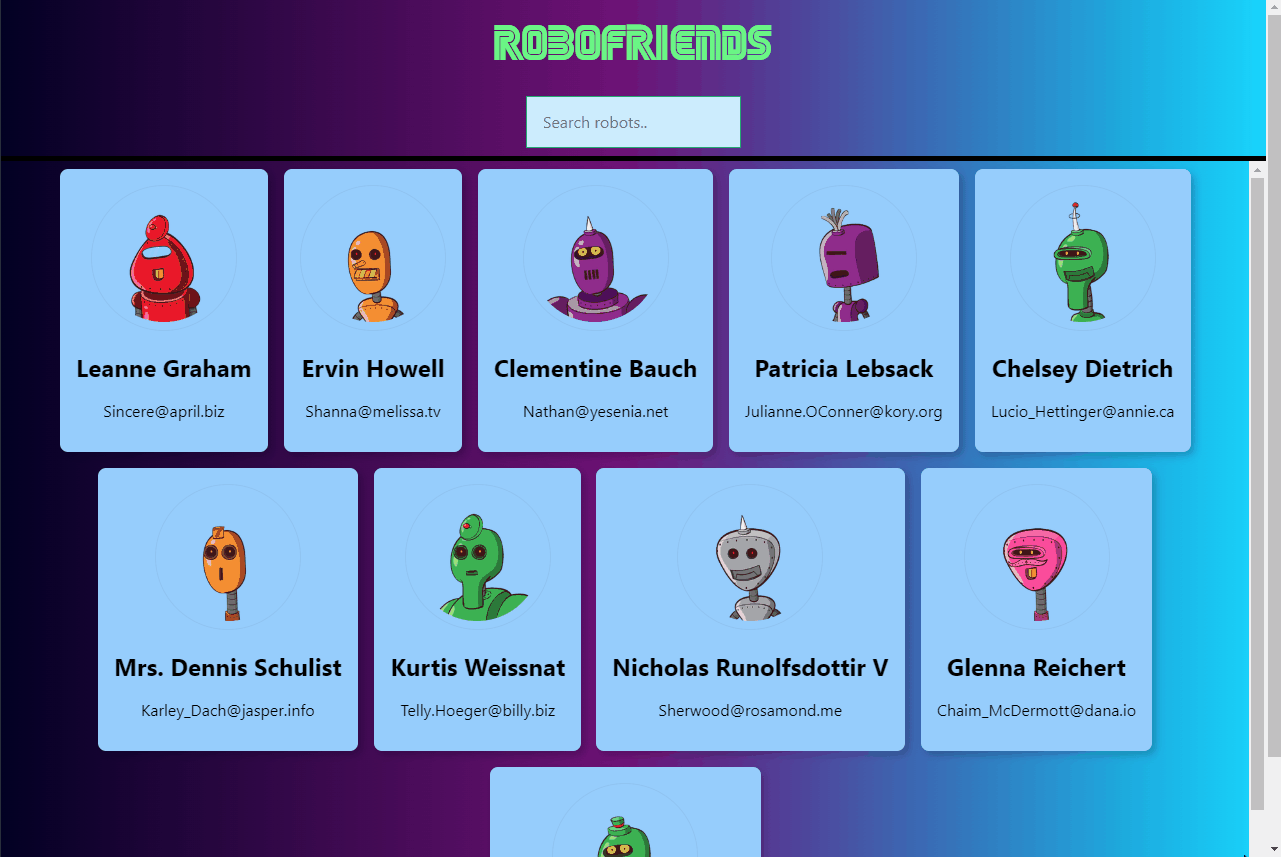 ROBOFRIENDS
Search robots..
Leanne Graham
Sincere@april.biz
Ervin Howell
Shanna@melissa.tv
Clementine Bauch
Nathan@yesenia.net
Patricia Lebsack
Julianne.OConner@kory.org
Chelsey Dietrich
Lucio_Hettinger@annie.ca
Mrs. Dennis Schulist
Karley_Dach@jasper.info
Kurtis Weissnat
Telly.Hoeger@billy.biz
Nicholas Runolfsdottir V
Sherwood@rosamond.me
Glenna Reichert
Chaim_McDermott@dana.io